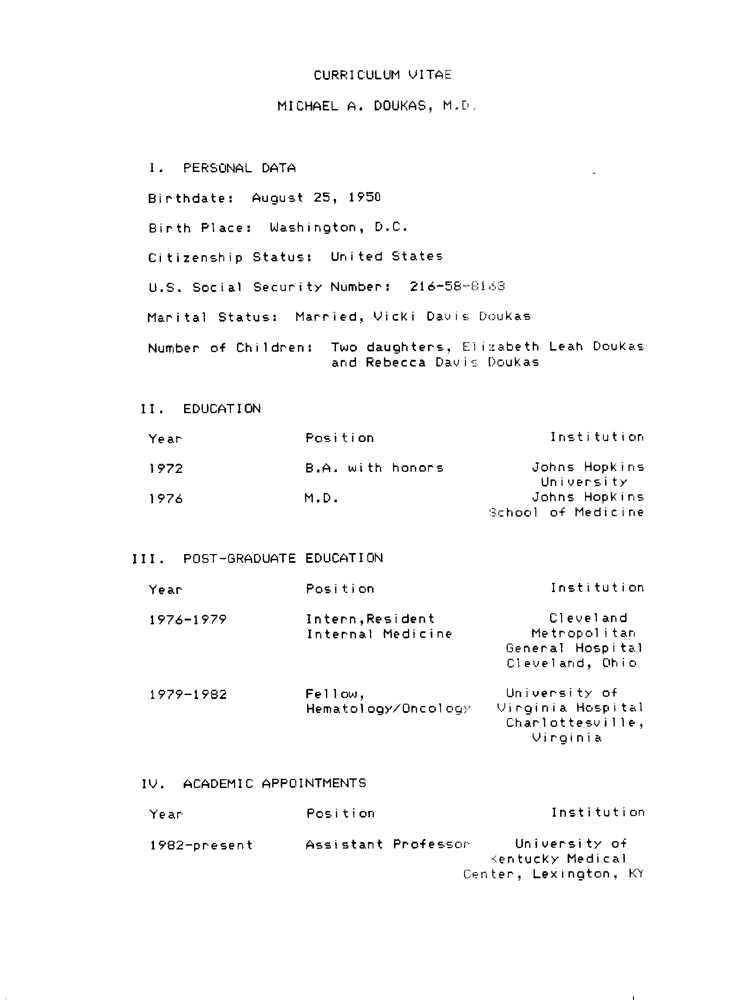 CURRICULUM VITAE
MICHAEL A. DOUKAS, M.D.
I. PERSONAL DATA
Birthdate: August 25, 1950
Birth Place: Washington, D.C.
Citizenship Status: United States
U.S. Social Security Number: 216-58-8163
Marital Status: Married, Vicki Davis Doukas
Number of Children: Two daughters, Elizabeth Leah Doukas
and Rebecca Davis Doukas
II. EDUCATION
Year Position Institution
1972 B.A. with honors Johns Hopkins
University
1976 M.D. Johns Hopkins
School of Medicine
III. POST-GRADUATE EDUCATION
Year Position Institution
1976-1979 Intern,Resident Cleveland
Internal Medicine Metropolitan
General Hospital
Cleveland, Ohio
1979-1982 Fellow, University of
Hematology/Oncology Virginia Hospital
Charlottesville,
Virginia
IV. ACADEMIC APPOINTMENTS
Year Position Institution
1982-present Assistant Professor University of
Kentucky Medical
Center, Lexington, KY